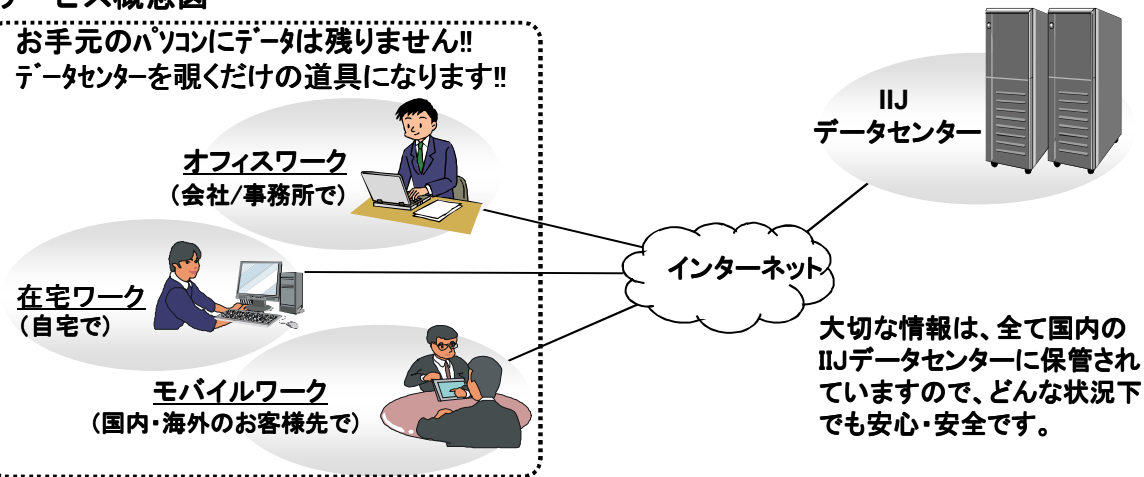 サービス概念図
お手元のﾊﾟｿｺﾝにﾃﾞｰﾀは残りません!!
ﾃﾞｰﾀｾﾝﾀｰを覗くだけの道具になります!!
オフィスワーク
(会社/事務所で)
在宅ワーク
(自宅で)
モバイルワーク
(国内・海外のお客様先で)
インターネット
IIJ
データセンター
大切な情報は、全て国内の
IIJデータセンターに保管され
ていますので、どんな状況下
でも安心・安全です。